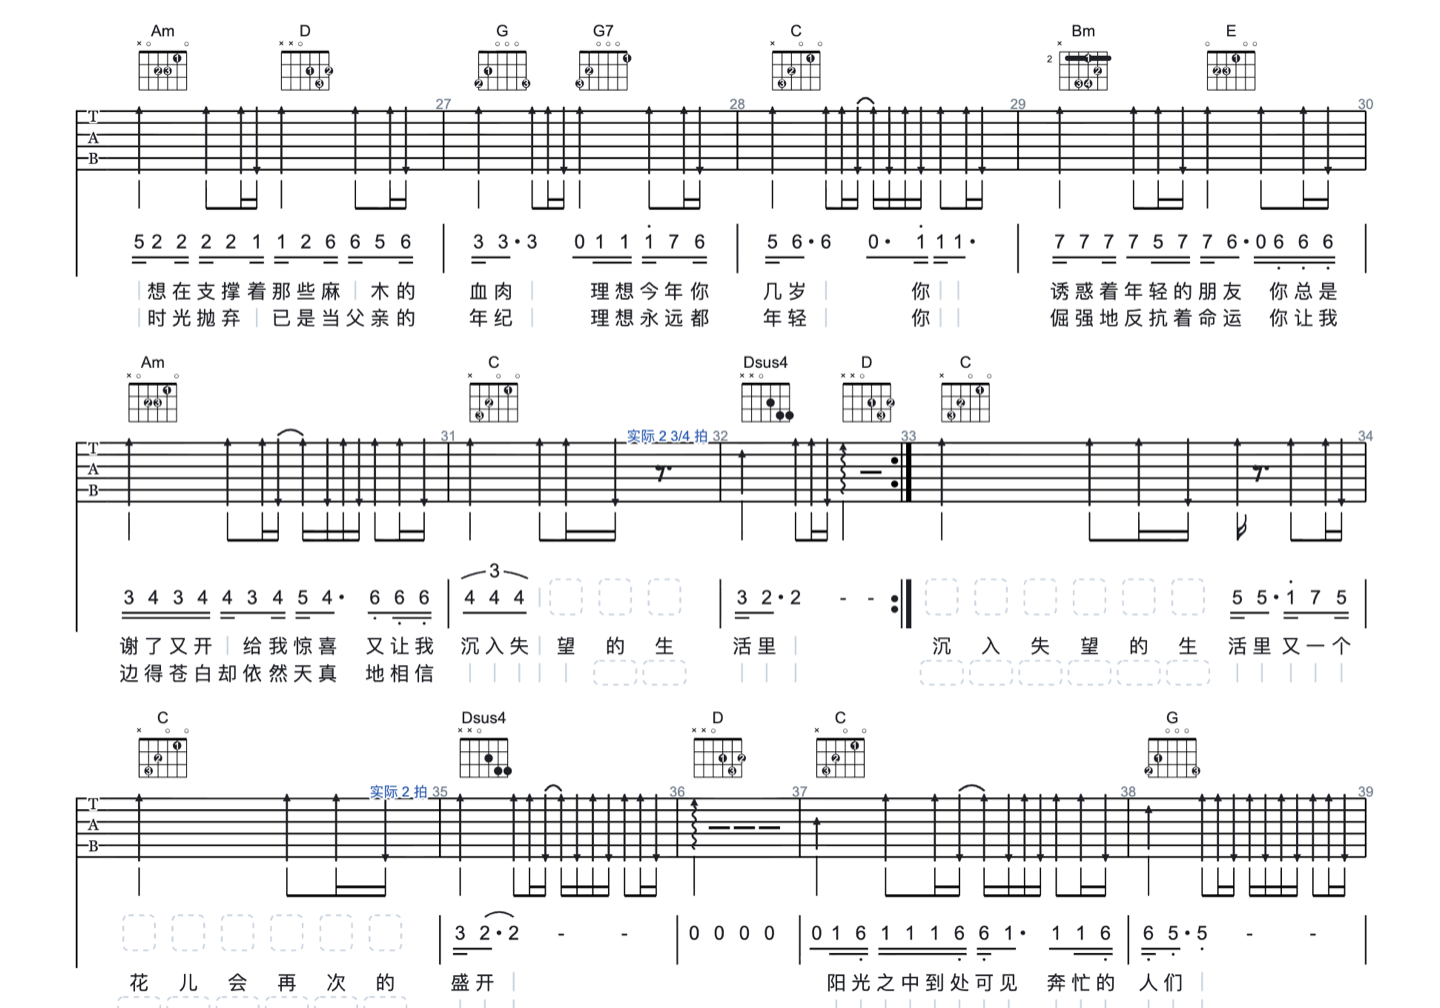 Am D G G7 C Bm E
27 28 29 30
T A B
5 2 2 2 2 1 1 2 6 6 5 6 3 3 · 3 0 1 1 1 7 6 5 6 · 6 0 · 1 1 1 · 7 7 7 7 5 7 7 6 · 0 6 6 6
想在支撑着那些麻 木的 血肉 理想今年你 几岁 你 诱惑着年轻的朋友 你总是
时光抛弃 已是当父亲的 年纪 理想永远都 年轻 你 倔强地反抗着命运 你让我
Am C Dsus4 D C
31 实际 2 3/4 拍 32 33 34
T A B
3 4 3 4 4 3 4 5 4 · 6 6 6 4 4 4 3 2 · 2 - - 5 5 · 1 7 5
谢了又开 给我惊喜 又让我 沉入失 望 的 生 活里 沉 入 失 望 的 生 活里又一个
边得苍白却依然天真 地相信
C Dsus4 D C G
实际 2 拍 35 36 37 38 39
T A B
3 2 · 2 - - 0 0 0 0 0 1 6 1 1 1 6 6 1 · 1 1 6 6 5 · 5 - -
花 儿 会 再 次 的 盛开 阳光之中到处可见 奔忙的 人们